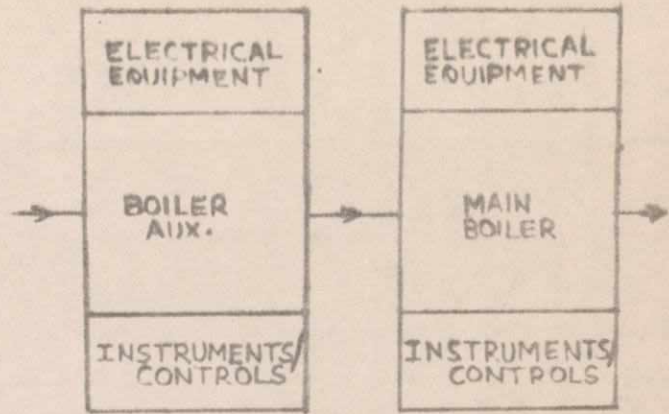 ELECTRICAL
EQUIPMENT
BOILER
AUX.
INSTRUMENTS/
CONTROLS
ELECTRICAL
EQUIPMENT
MAIN
BOILER
INSTRUMENTS/
CONTROLS